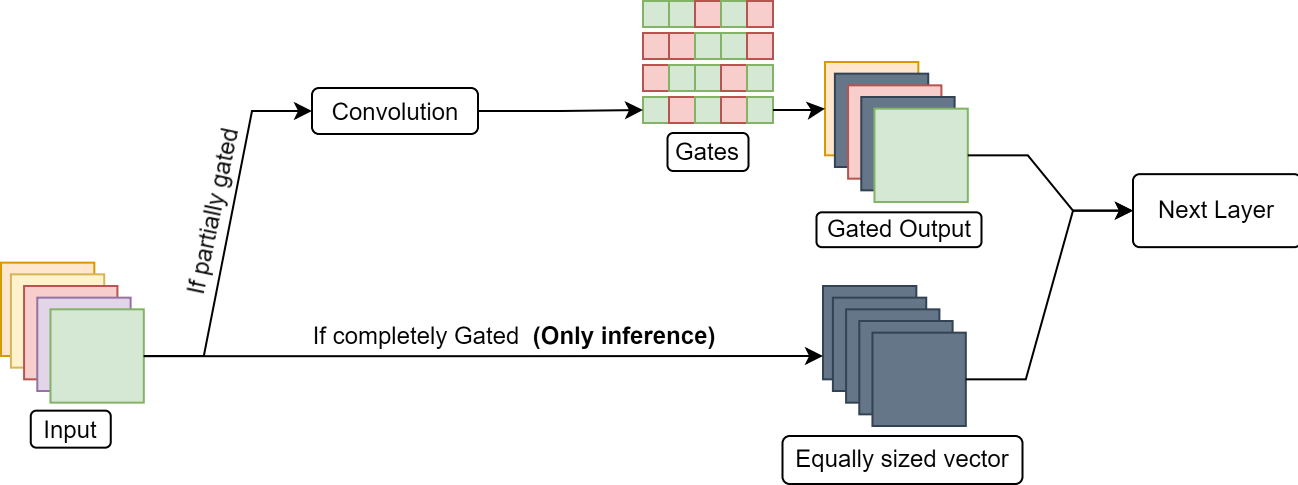 Convolution
Gates
If partially gated
Gated Output
Next Layer
If completely Gated (Only inference)
Input
Equally sized vector